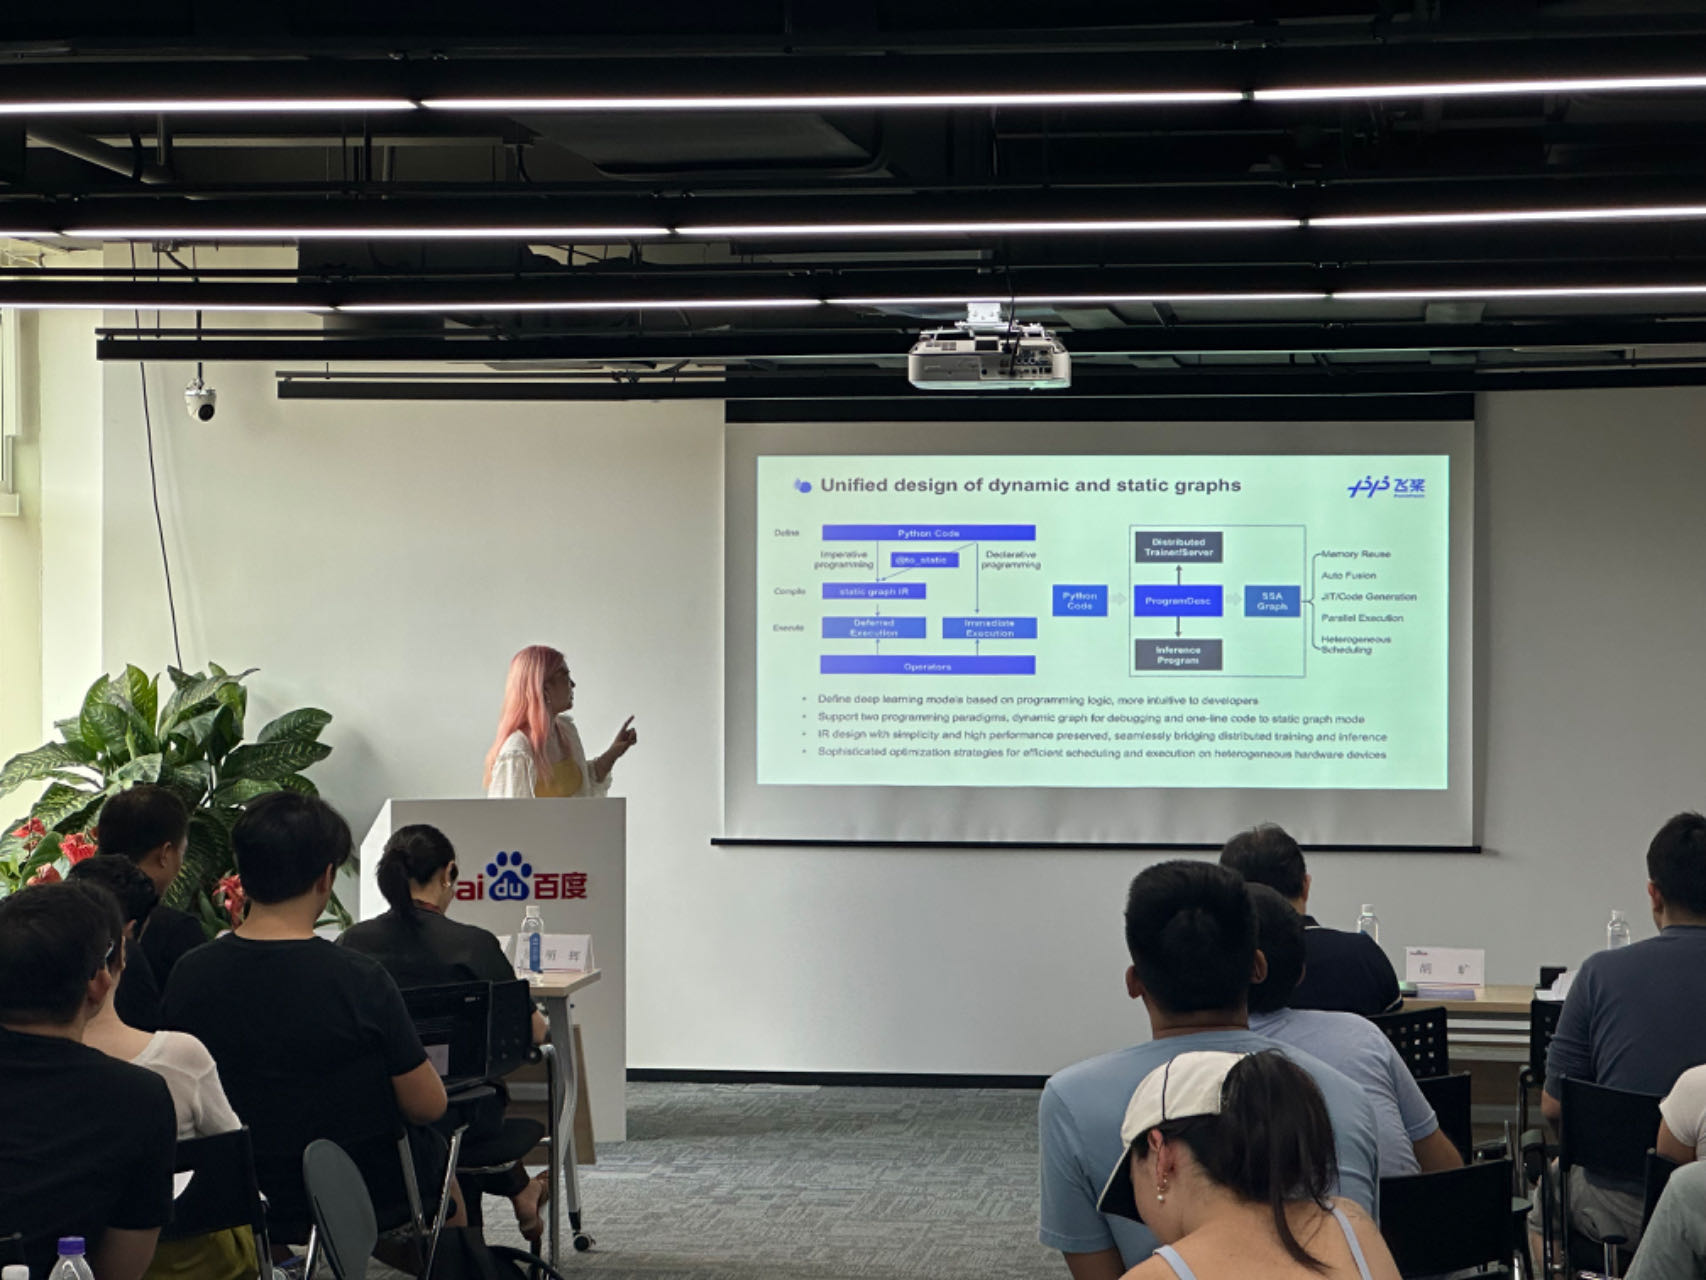 Unified design of dynamic and static graphs
飞桨
Define
Python Code
Imperative
programming
@to_static
Declarative
programming
Compile
static graph IR
Execute
Deferred
Execution
Immediate
Execution
Operators
Python
Code
Distributed
Trainer/Server
ProgramDesc
Inference
Program
SSA
Graph
Memory Reuse
Auto Fusion
JIT/Code Generation
Parallel Execution
Heterogeneous
Scheduling
• Define deep learning models based on programming logic, more intuitive to developers
• Support two programming paradigms, dynamic graph for debugging and one-line code to static graph mode
• IR design with simplicity and high performance preserved, seamlessly bridging distributed training and inference
• Sophisticated optimization strategies for efficient scheduling and execution on heterogeneous hardware devices
ai du 百度
明 辉
胡 旷